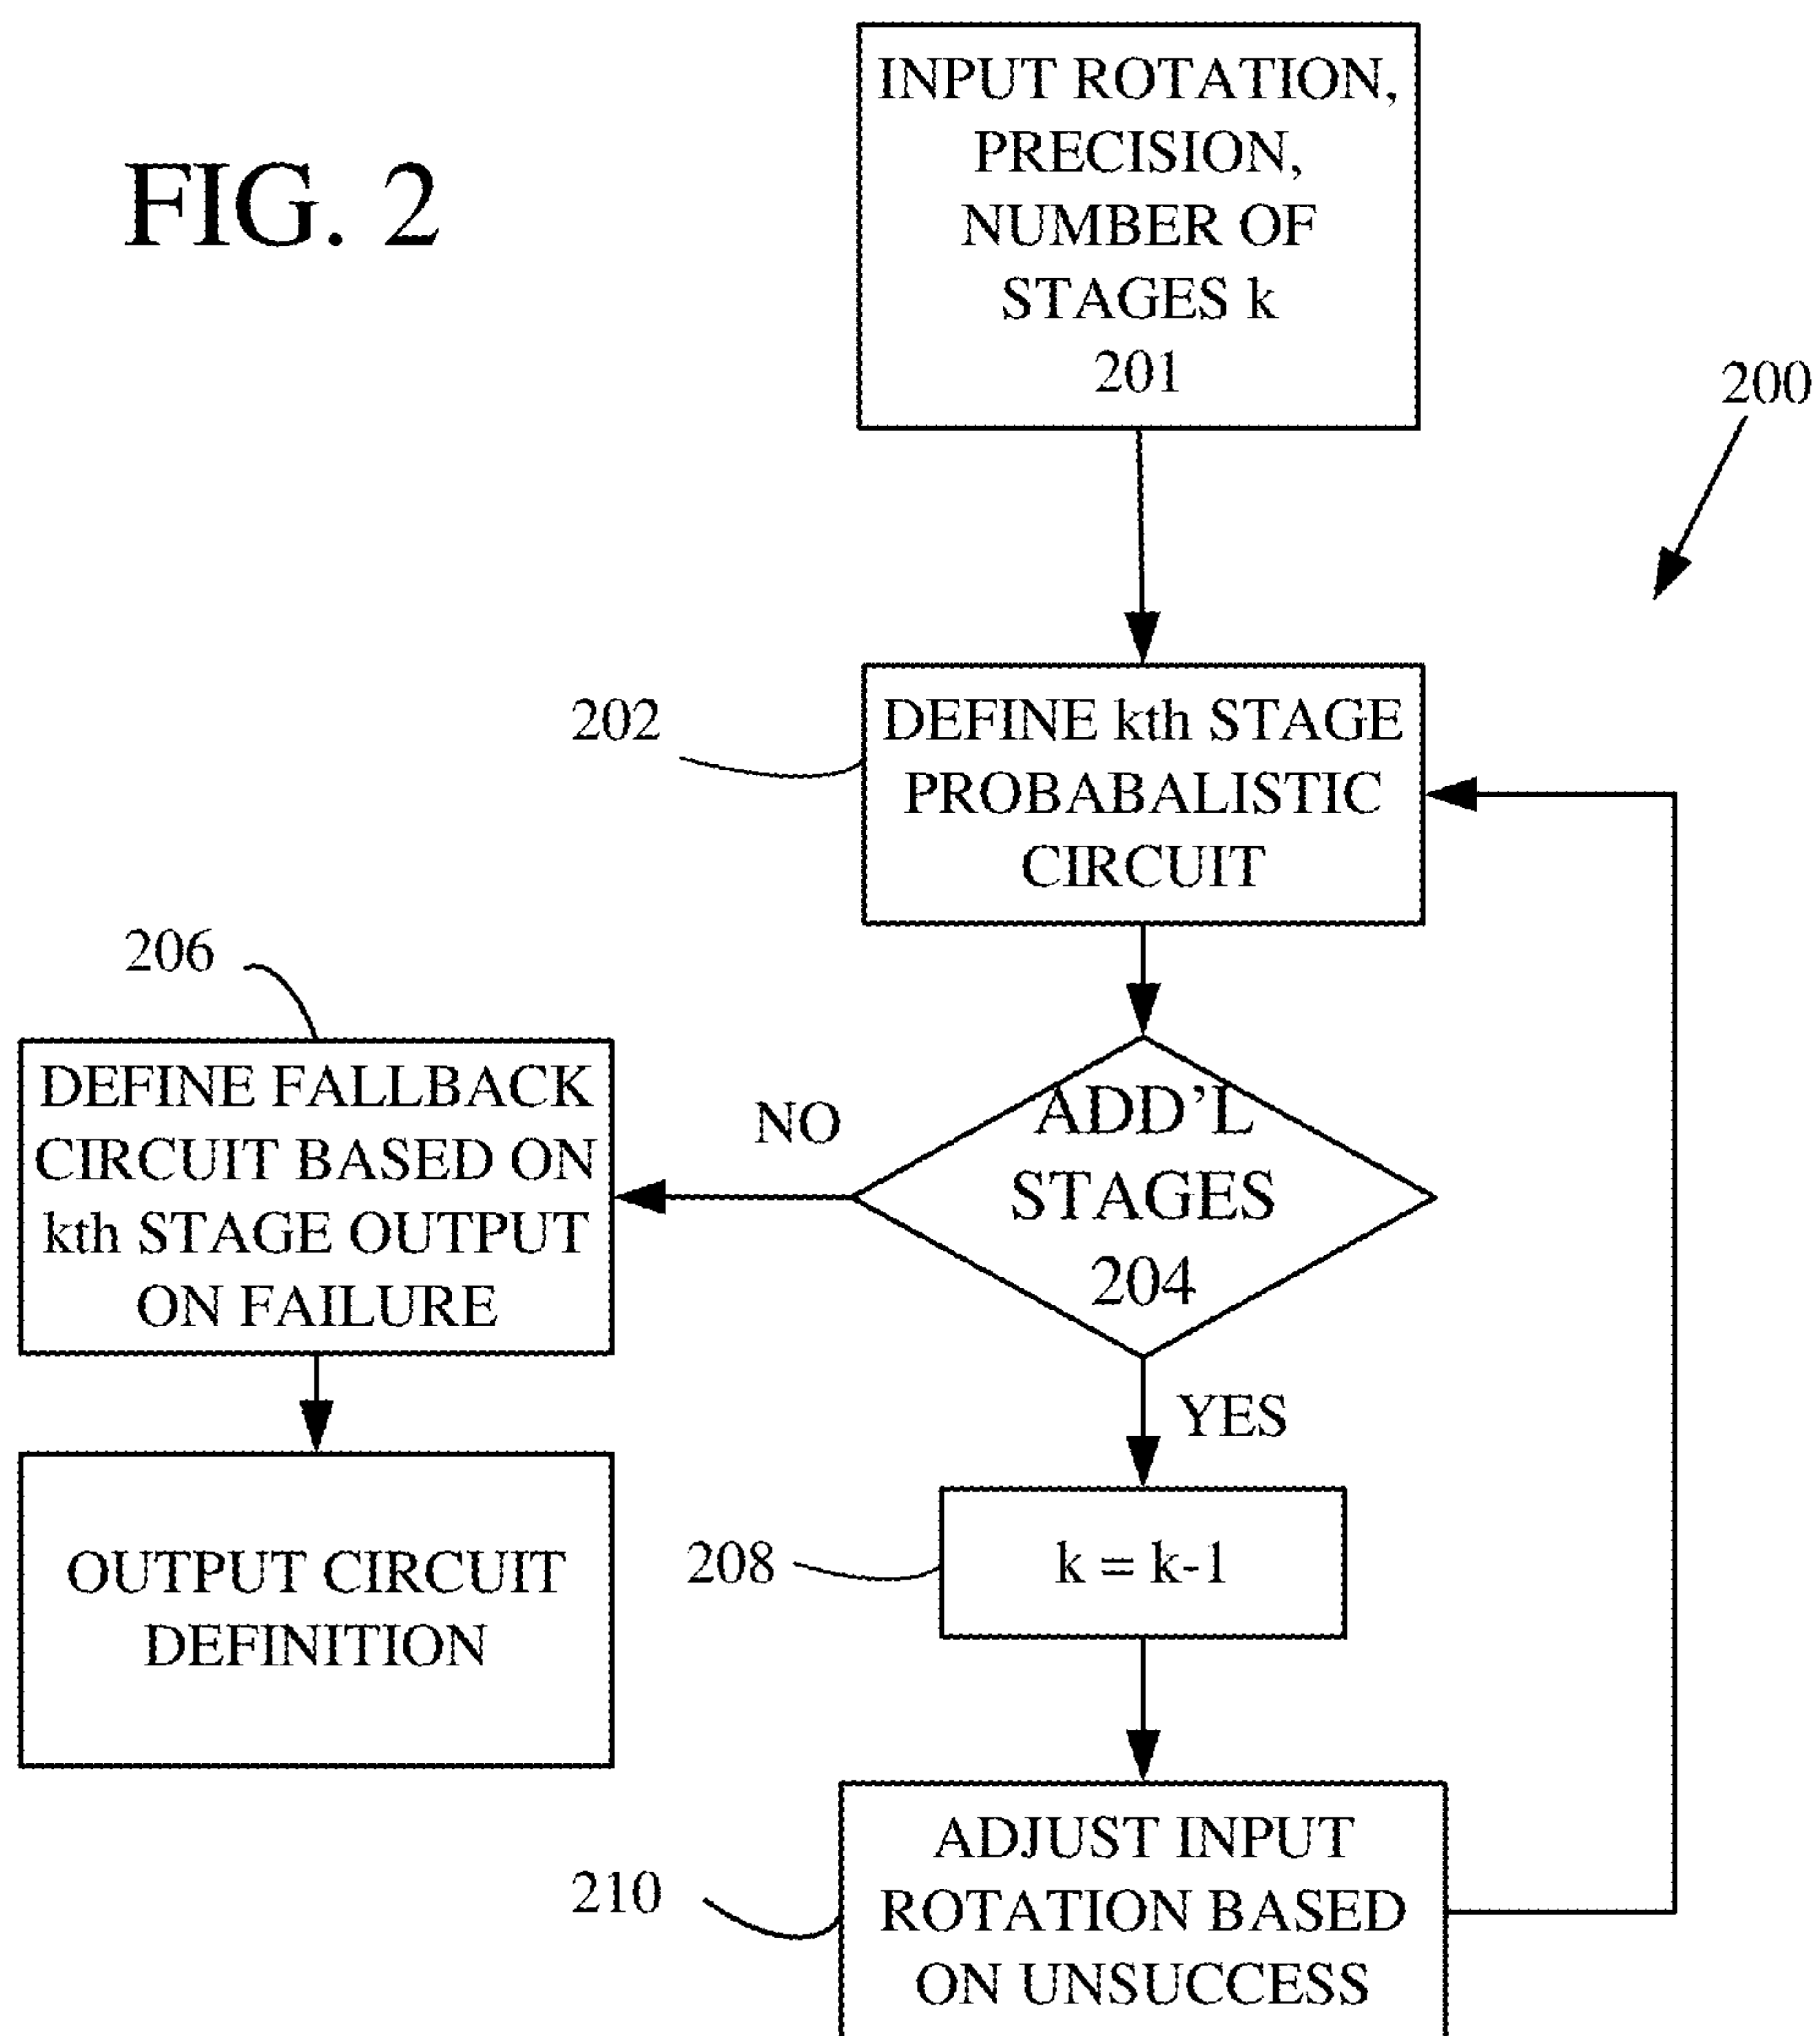 FIG. 2
INPUT ROTATION,
PRECISION,
NUMBER OF
STAGES k
201
200
202
DEFINE kth STAGE
PROBABALISTIC
CIRCUIT
206
DEFINE FALLBACK
CIRCUIT BASED ON
kth STAGE OUTPUT
ON FAILURE
NO
ADD'L
STAGES
204
YES
OUTPUT CIRCUIT
DEFINITION
208
k = k-1
210
ADJUST INPUT
ROTATION BASED
ON UNSUCCESS